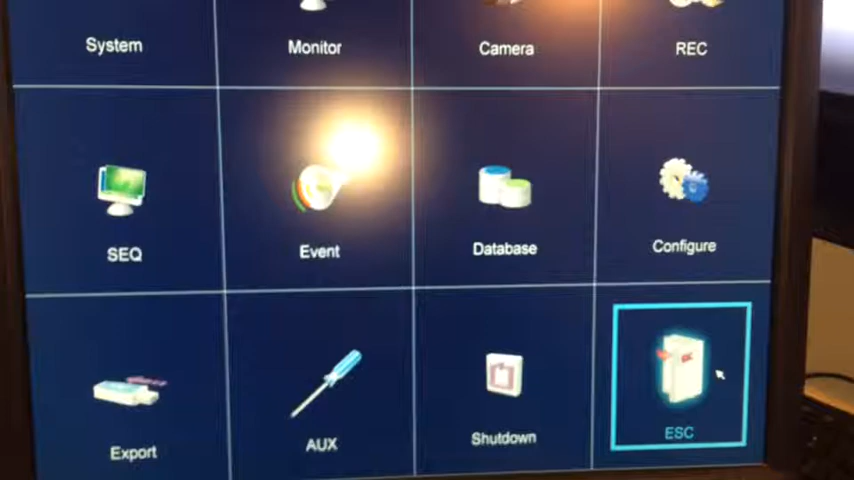 System
Monitor
Camera
REC
SEQ
Event
Database
Configure
Export
AUX
Shutdown
ESC